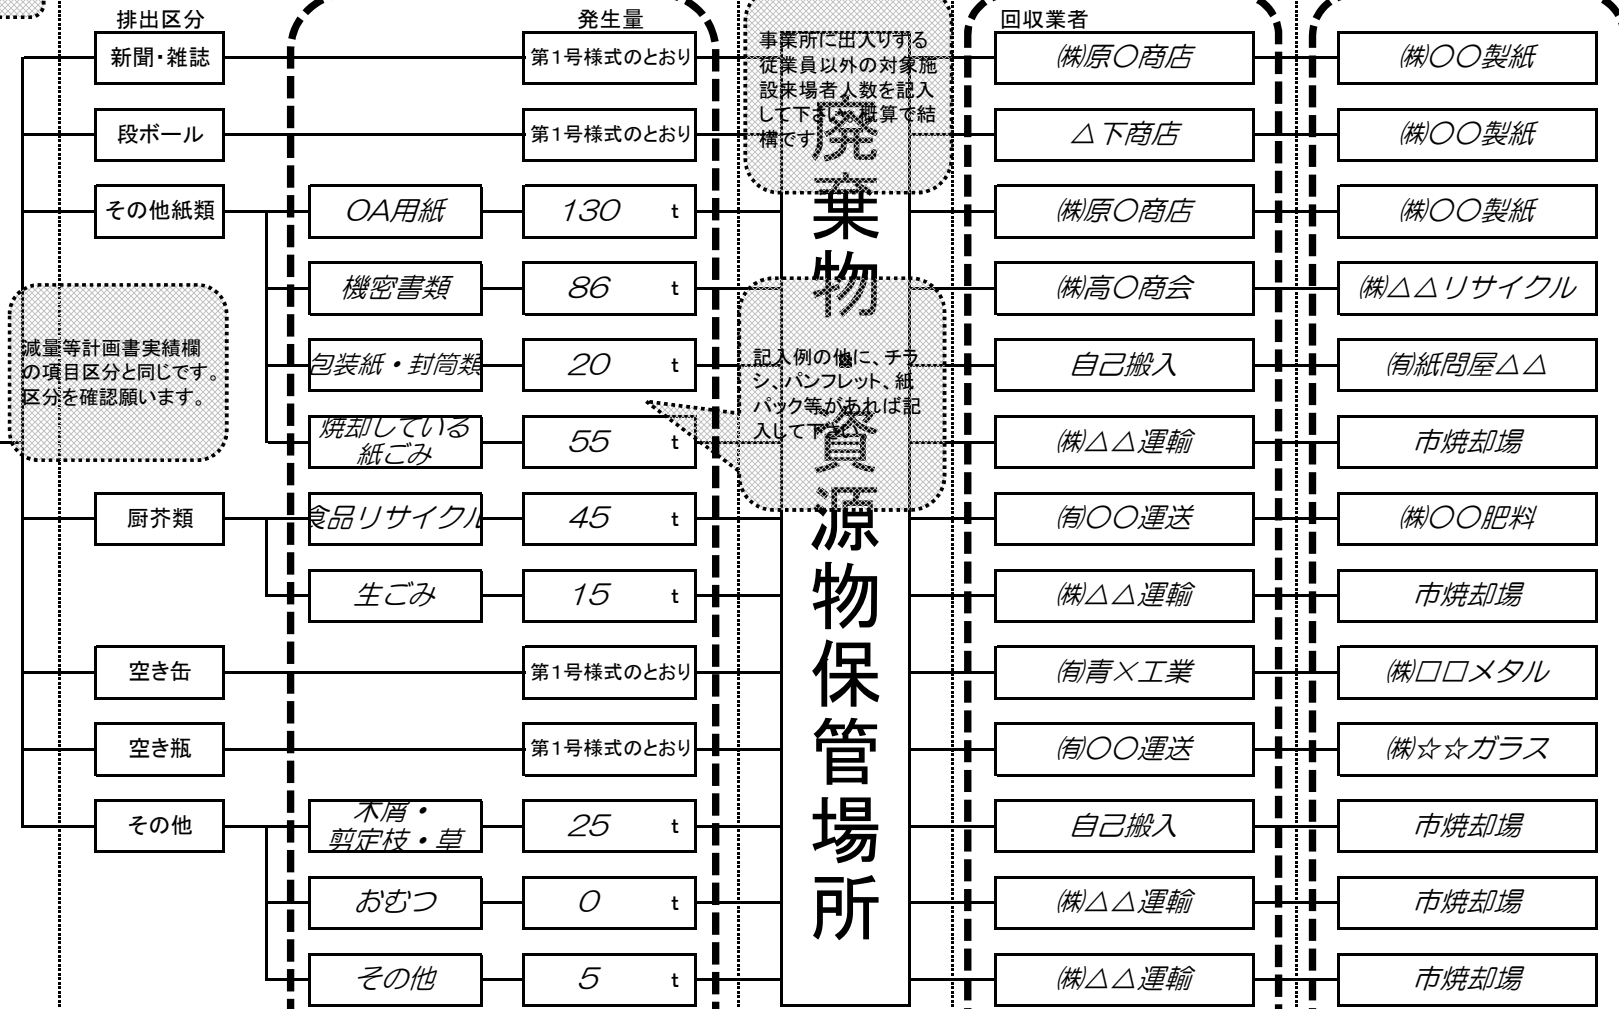 排出区分
発生量
回収業者
新聞・雑誌
第1号様式のとおり
㈱原〇商店
㈱〇〇製紙
段ボール
第1号様式のとおり
△下商店
㈱〇〇製紙
その他紙類
OA用紙
130 t
㈱原〇商店
㈱〇〇製紙
機密書類
86 t
㈱高〇商会
㈱△△リサイクル
包装紙・封筒類
20 t
自己搬入
㈲紙問屋△△
焼却している
紙ごみ
55 t
㈱△△運輸
市焼却場
厨芥類
食品リサイクル
45 t
㈲〇〇運送
㈱〇〇肥料
生ごみ
15 t
㈱△△運輸
市焼却場
空き缶
第1号様式のとおり
㈲青×工業
㈱□□メタル
空き瓶
第1号様式のとおり
㈲〇〇運送
㈱☆☆ガラス
その他
木屑・
剪定枝・草
25 t
自己搬入
市焼却場
おむつ
0 t
㈱△△運輸
市焼却場
その他
5 t
㈱△△運輸
市焼却場
廃棄物・資源物保管場所
事業所に出入りする
従業員以外の対象施
設来場者人数を記入
して下さい。概算で結
構です。
減量等計画書実績欄
の項目区分と同じです。
区分を確認願います。
記入例の他に、チラ
シ、パンフレット、紙
パック等があれば記
入して下さい。